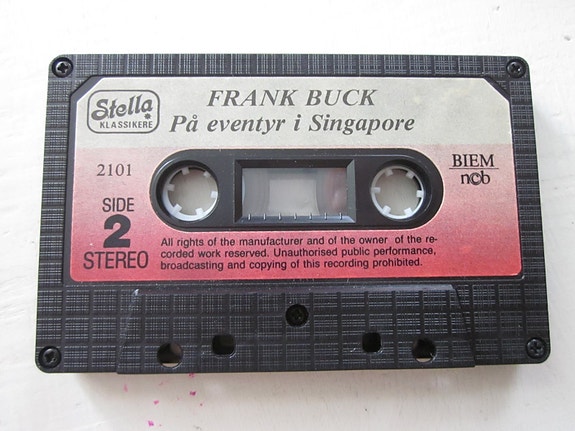 Stella
KLASSIKERE
FRANK BUCK
På eventyr i Singapore
2101
BIEM
ncb
SIDE
2
STEREO
All rights of the manufacturer and of the owner of the re-
corded work reserved. Unauthorised public performance,
broadcasting and copying of this recording prohibited.